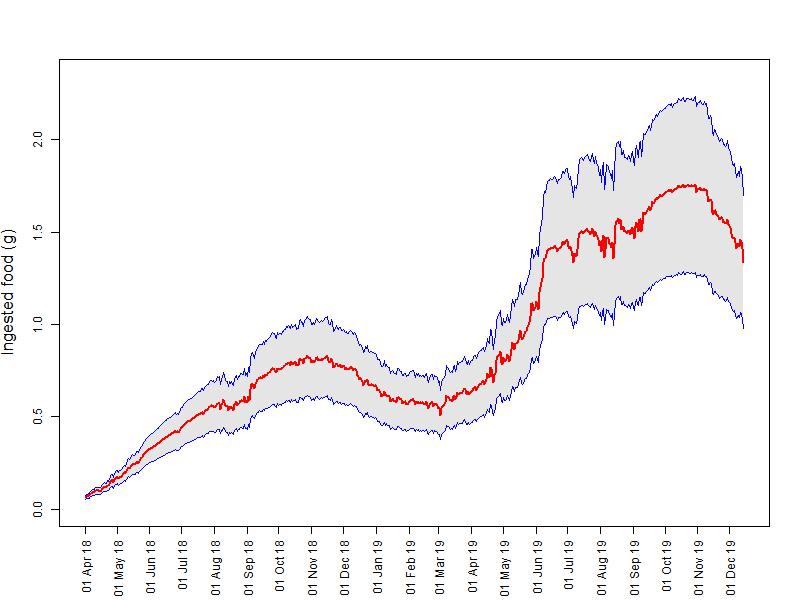 Ingested food (g)
2.0
1.5
1.0
0.5
0.0
01 Apr 18
01 May 18
01 Jun 18
01 Jul 18
01 Aug 18
01 Sep 18
01 Oct 18
01 Nov 18
01 Dec 18
01 Jan 19
01 Feb 19
01 Mar 19
01 Apr 19
01 May 19
01 Jun 19
01 Jul 19
01 Aug 19
01 Sep 19
01 Oct 19
01 Nov 19
01 Dec 19